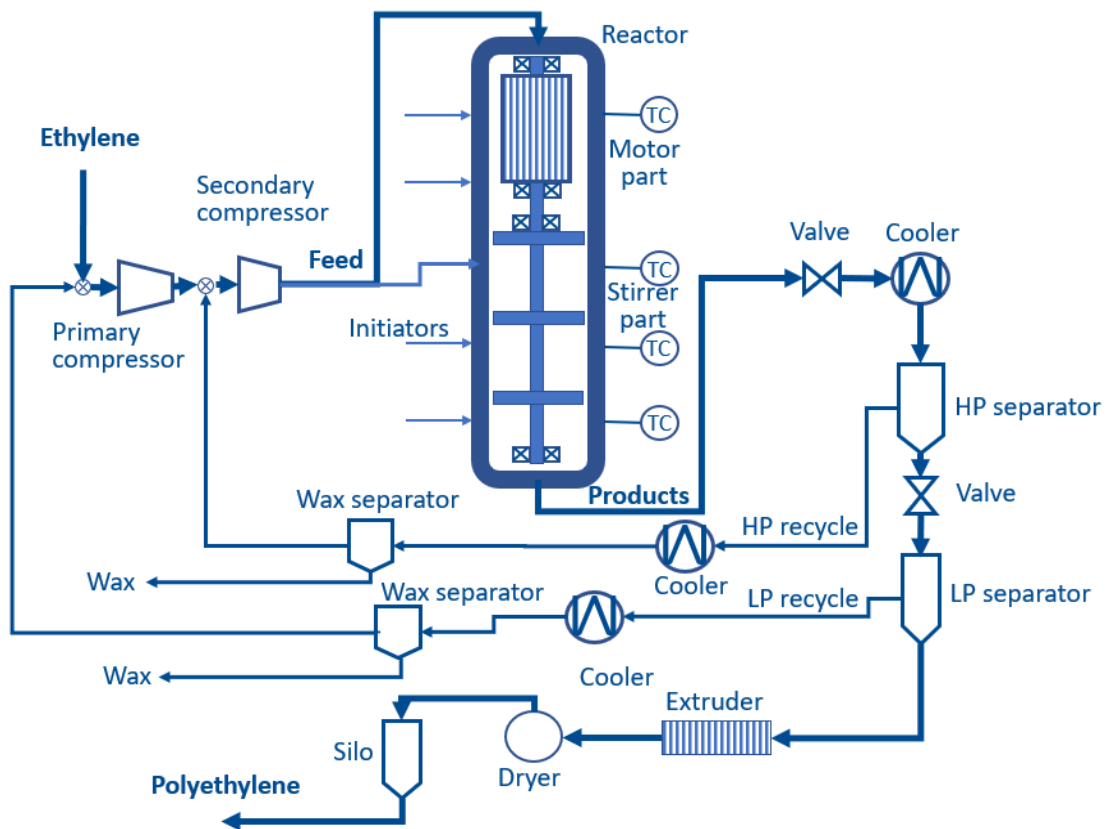 Reactor
TC
Motor
part
Ethylene
Secondary
compressor
Feed
Valve
Cooler
TC
Stirrer
part
Primary
compressor
Initiators
TC
HP separator
TC
Wax separator
Products
Valve
HP recycle
Wax
Cooler
Wax separator
LP recycle
LP separator
Wax
Cooler
Extruder
Silo
Dryer
Polyethylene